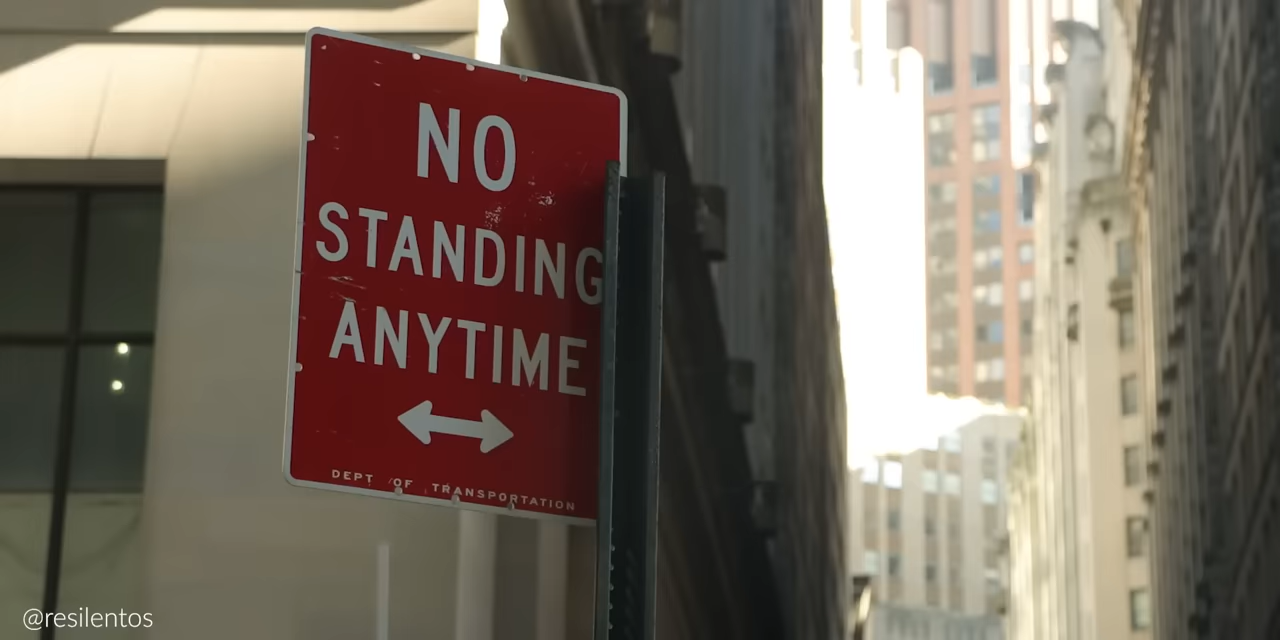 NO
STANDING
ANYTIME
DEPT OF TRANSPORTATION
@resilentos